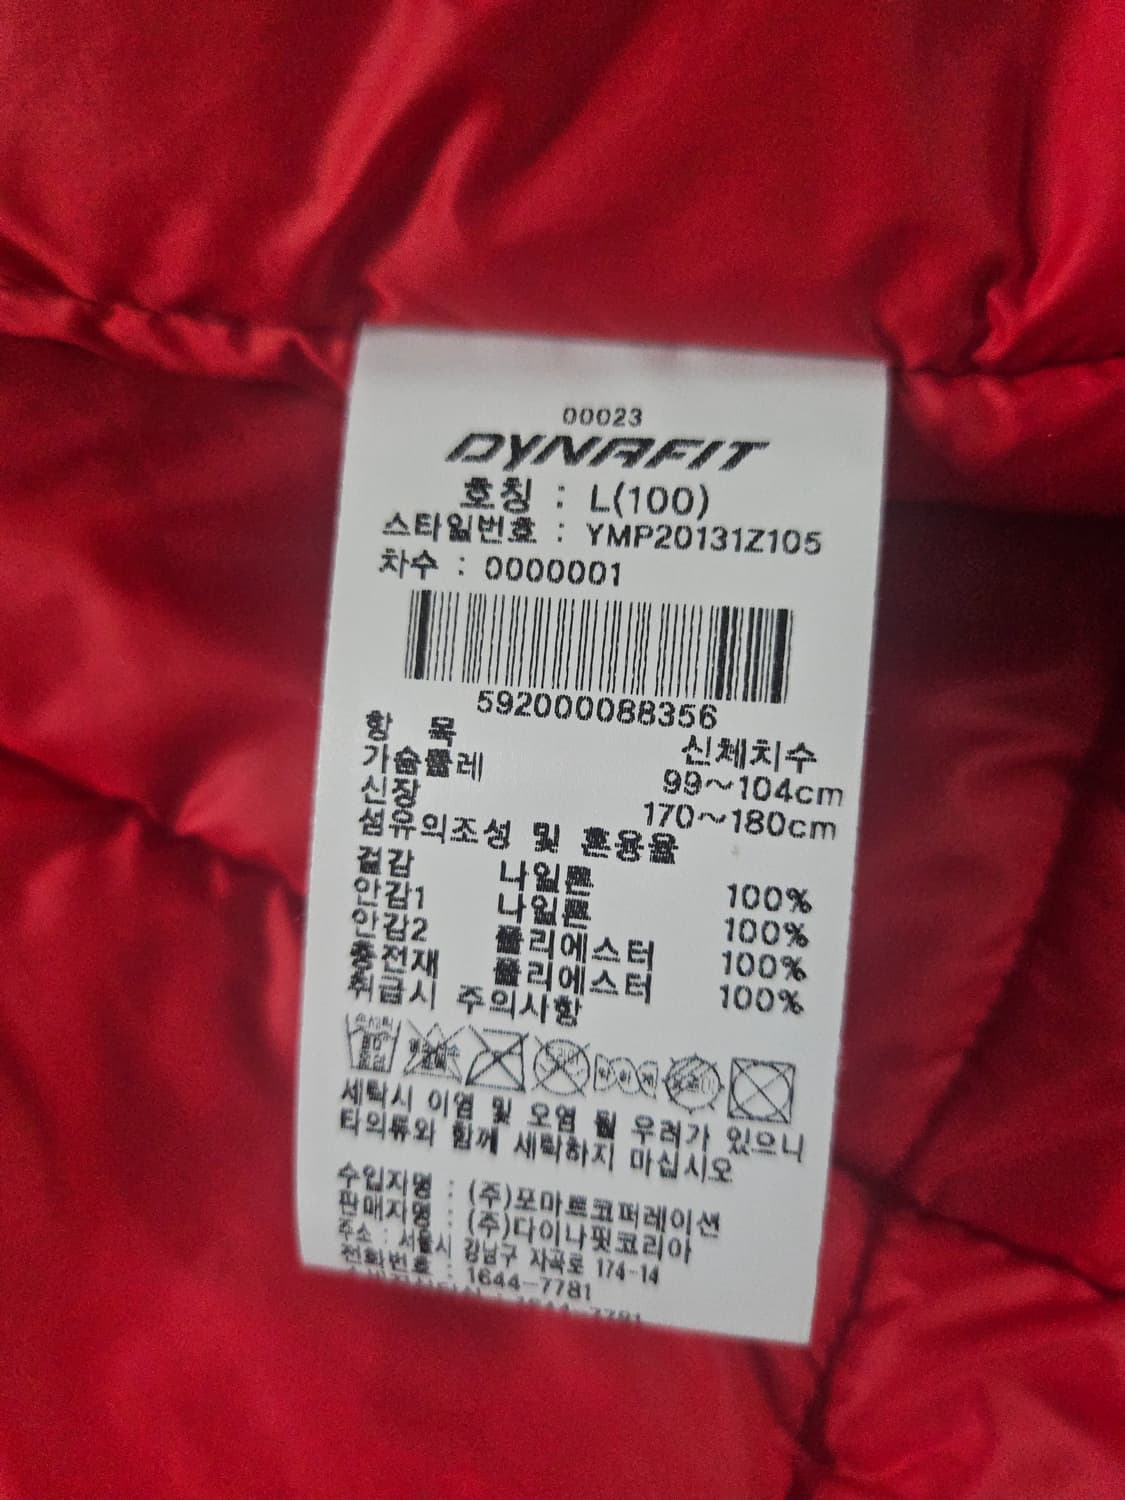 00023
DYNAFIT
호칭 : L(100)
스타일번호 : YMP20131Z105
차수 : 0000001
592000088356
항 목 신체치수
가슴둘레 99~104cm
신장 170~180cm
섬유의조성 및 혼용율
겉감 나일론 100%
안감1 나일론 100%
안감2 폴리에스터 100%
충전재 폴리에스터 100%
취급시 주의사항
세탁시 이염 및 오염 될 우려가 있으니
타의류와 함께 세탁하지 마십시오
수입자명 : (주)포마트코퍼레이션
판매자명 : (주)다이나핏코리아
주소 : 서울시 강남구 자곡로 174-14
전화번호 : 1644-7781